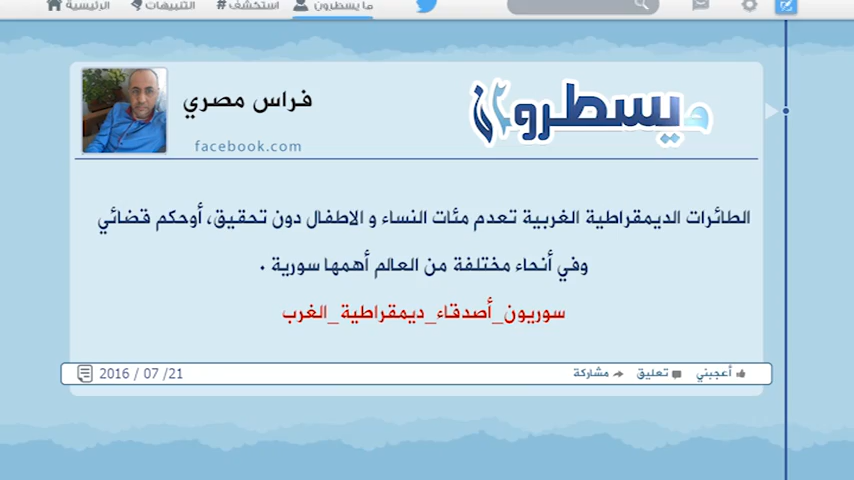 الرئيسية التنبيهات # استكشف ما يسطرون
ما يسطرون
فراس مصري
facebook.com
الطائرات الديمقراطية الغربية تعدم مئات النساء و الاطفال دون تحقيق، أوحكم قضائي
وفي أنحاء مختلفة من العالم أهمها سورية .
سوريون_أصدقاء_ديمقراطية_الغرب
أعجبني تعليق مشاركة
2016 / 07 /21